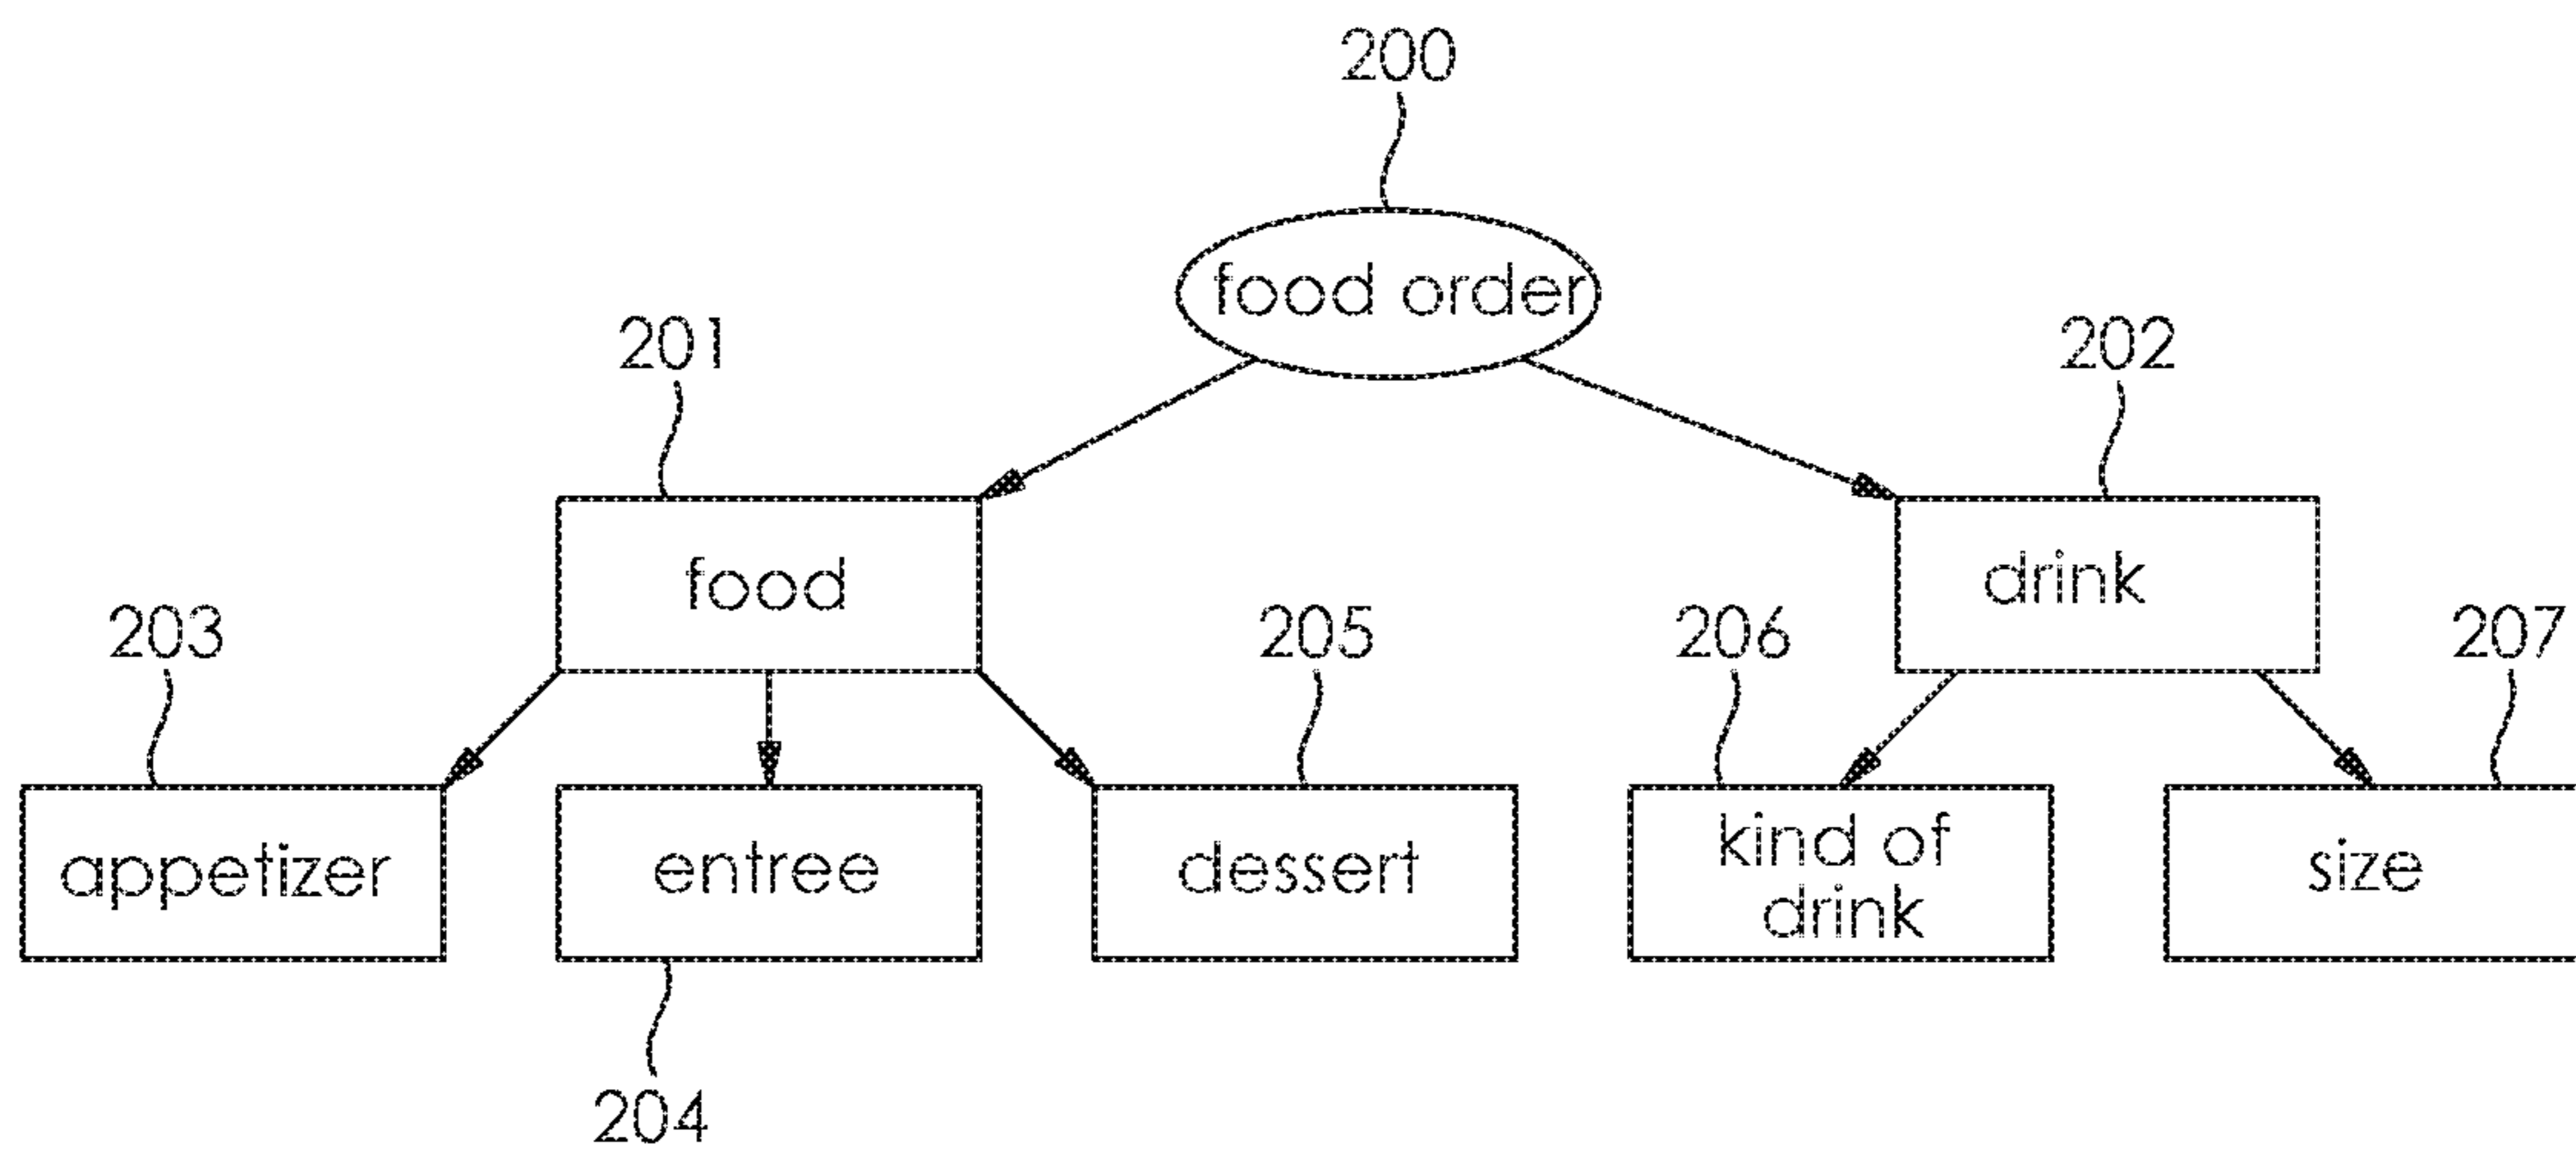 200
food order
201
202
food
drink
203
205
206
207
appetizer
entree
dessert
kind of
drink
size
204